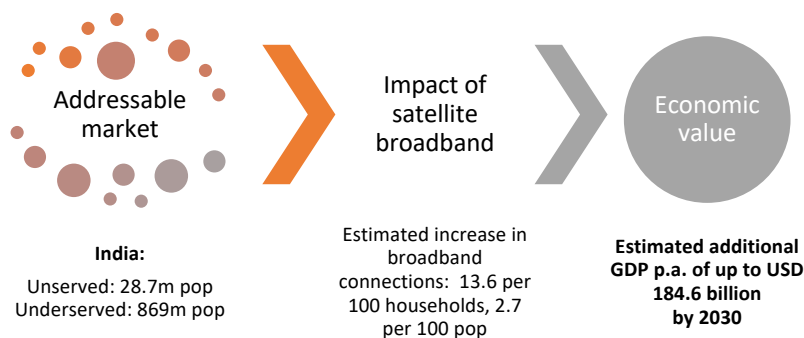 Addressable
market
Impact of
satellite
broadband
Economic
value
India:
Unserved: 28.7m pop
Underserved: 869m pop
Estimated increase in
broadband
connections: 13.6 per
100 households, 2.7
per 100 pop
Estimated additional
GDP p.a. of up to USD
184.6 billion
by 2030